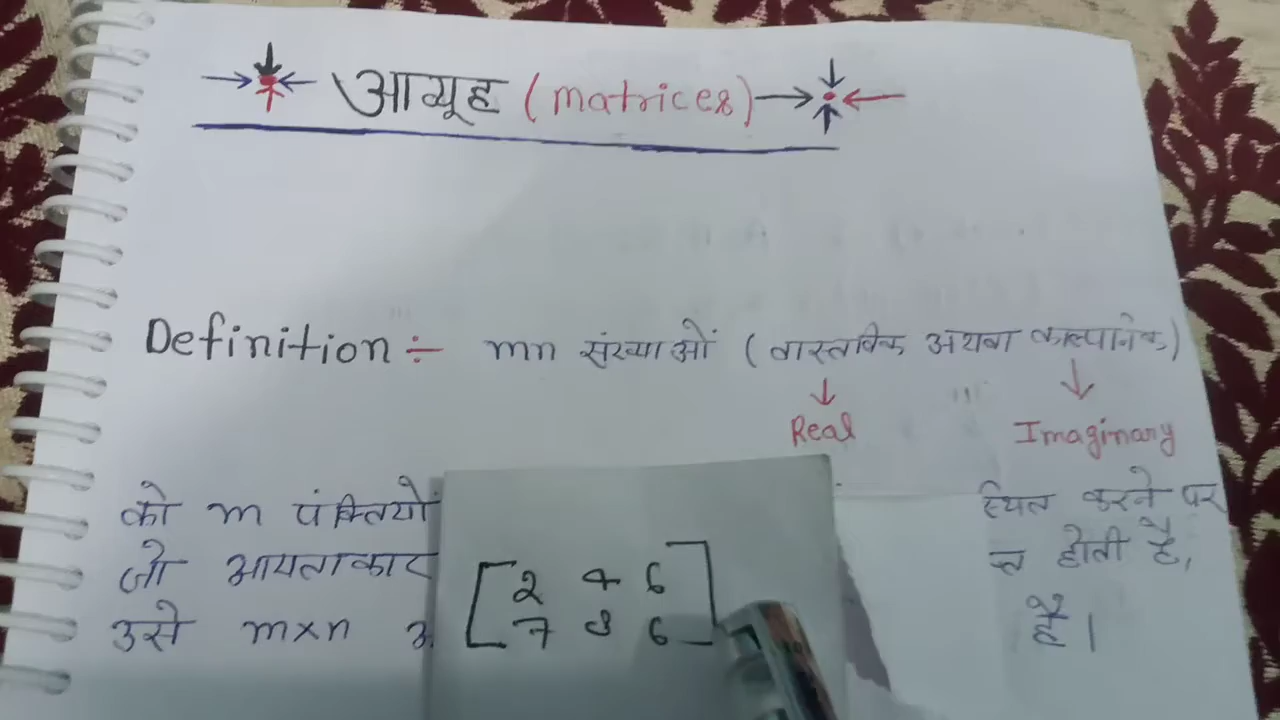 आव्यूह (matrices)
Definition ÷ mn संख्याओं (वास्तविक अथवा काल्पनिक)
Real
Imaginary
को m पंक्तियों
जो आयताकार
उसे m×n
करने पर
होती है,
है।
2 4 6
7 8 6